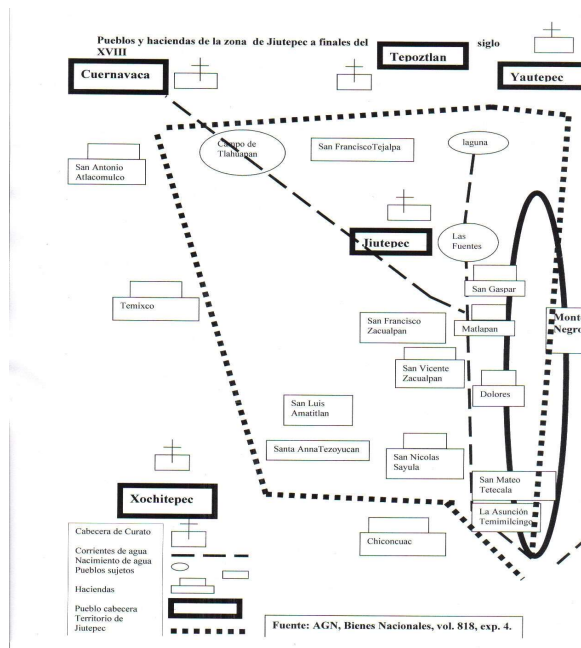 Pueblos y haciendas de la zona de Jiutepec a finales del siglo
XVIII
Tepoztlan
Cuernavaca
Yautepec
Campo de
Tlahuapan
San FranciscoTejalpa
laguna
San Antonio
Atlacomulco
Jiutepec
Las
Fuentes
San Gaspar
Temixco
San Francisco
Zacualpan
Matlapan
Monte
Negro
San Vicente
Zacualpan
Dolores
San Luis
Amatitlan
Santa AnnaTezoyucan
San Nicolas
Sayula
San Mateo
Tetecala
Xochitepec
La Asunción
Temimilcingo
Chiconcuac
Cabecera de Curato
Corrientes de agua
Nacimiento de agua
Pueblos sujetos
Haciendas
Pueblo cabecera
Territorio de
Jiutepec
Fuente: AGN, Bienes Nacionales, vol. 818, exp. 4.